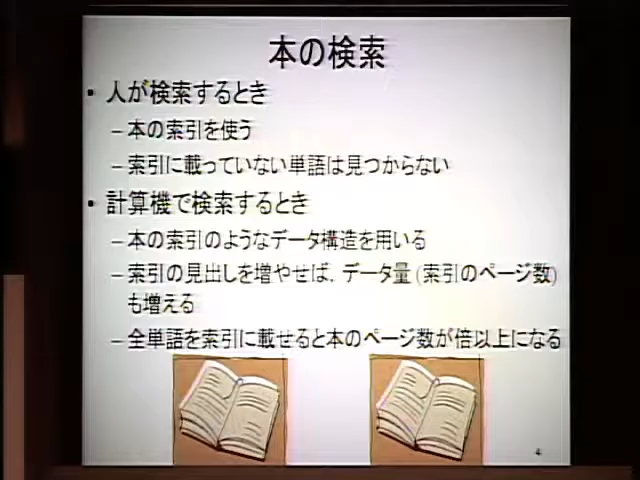 本の検索
• 人が検索するとき
– 本の索引を使う
– 索引に載っていない単語は見つからない
• 計算機で検索するとき
– 本の索引のようなデータ構造を用いる
– 索引の見出しを増やせば, データ量(索引のページ数)
も増える
– 全単語を索引に載せると本のページ数が倍以上になる
4